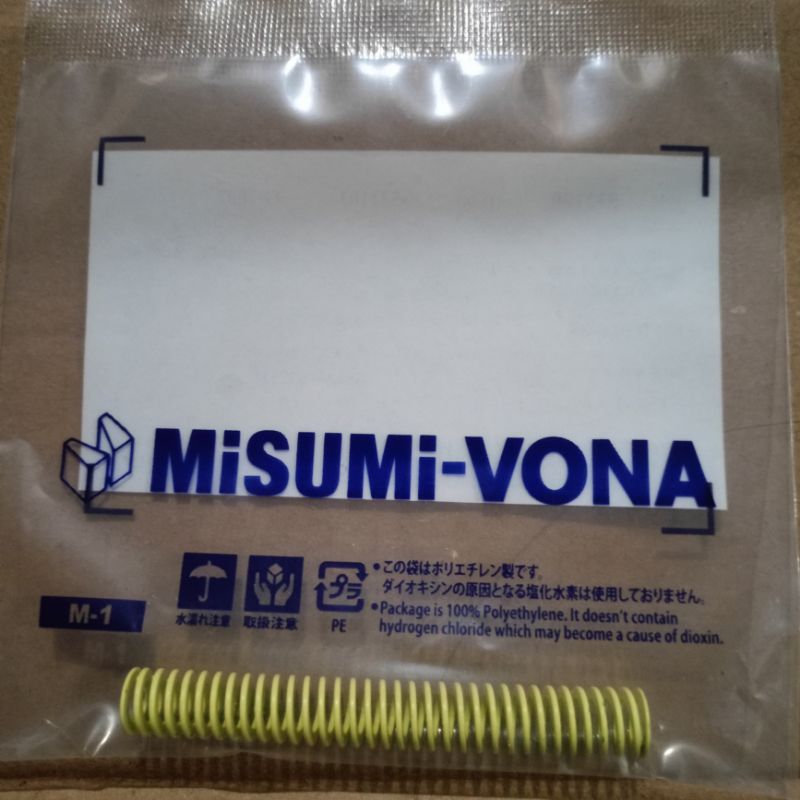 MiSUMi-VONA
M-1
水濡れ注意
取扱注意
プラ
PE
•この袋はポリエチレン製です。
ダイオキシンの原因となる塩化水素は使用しておりません。
•Package is 100% Polyethylene. It doesn't contain
hydrogen chloride which may become a cause of dioxin.